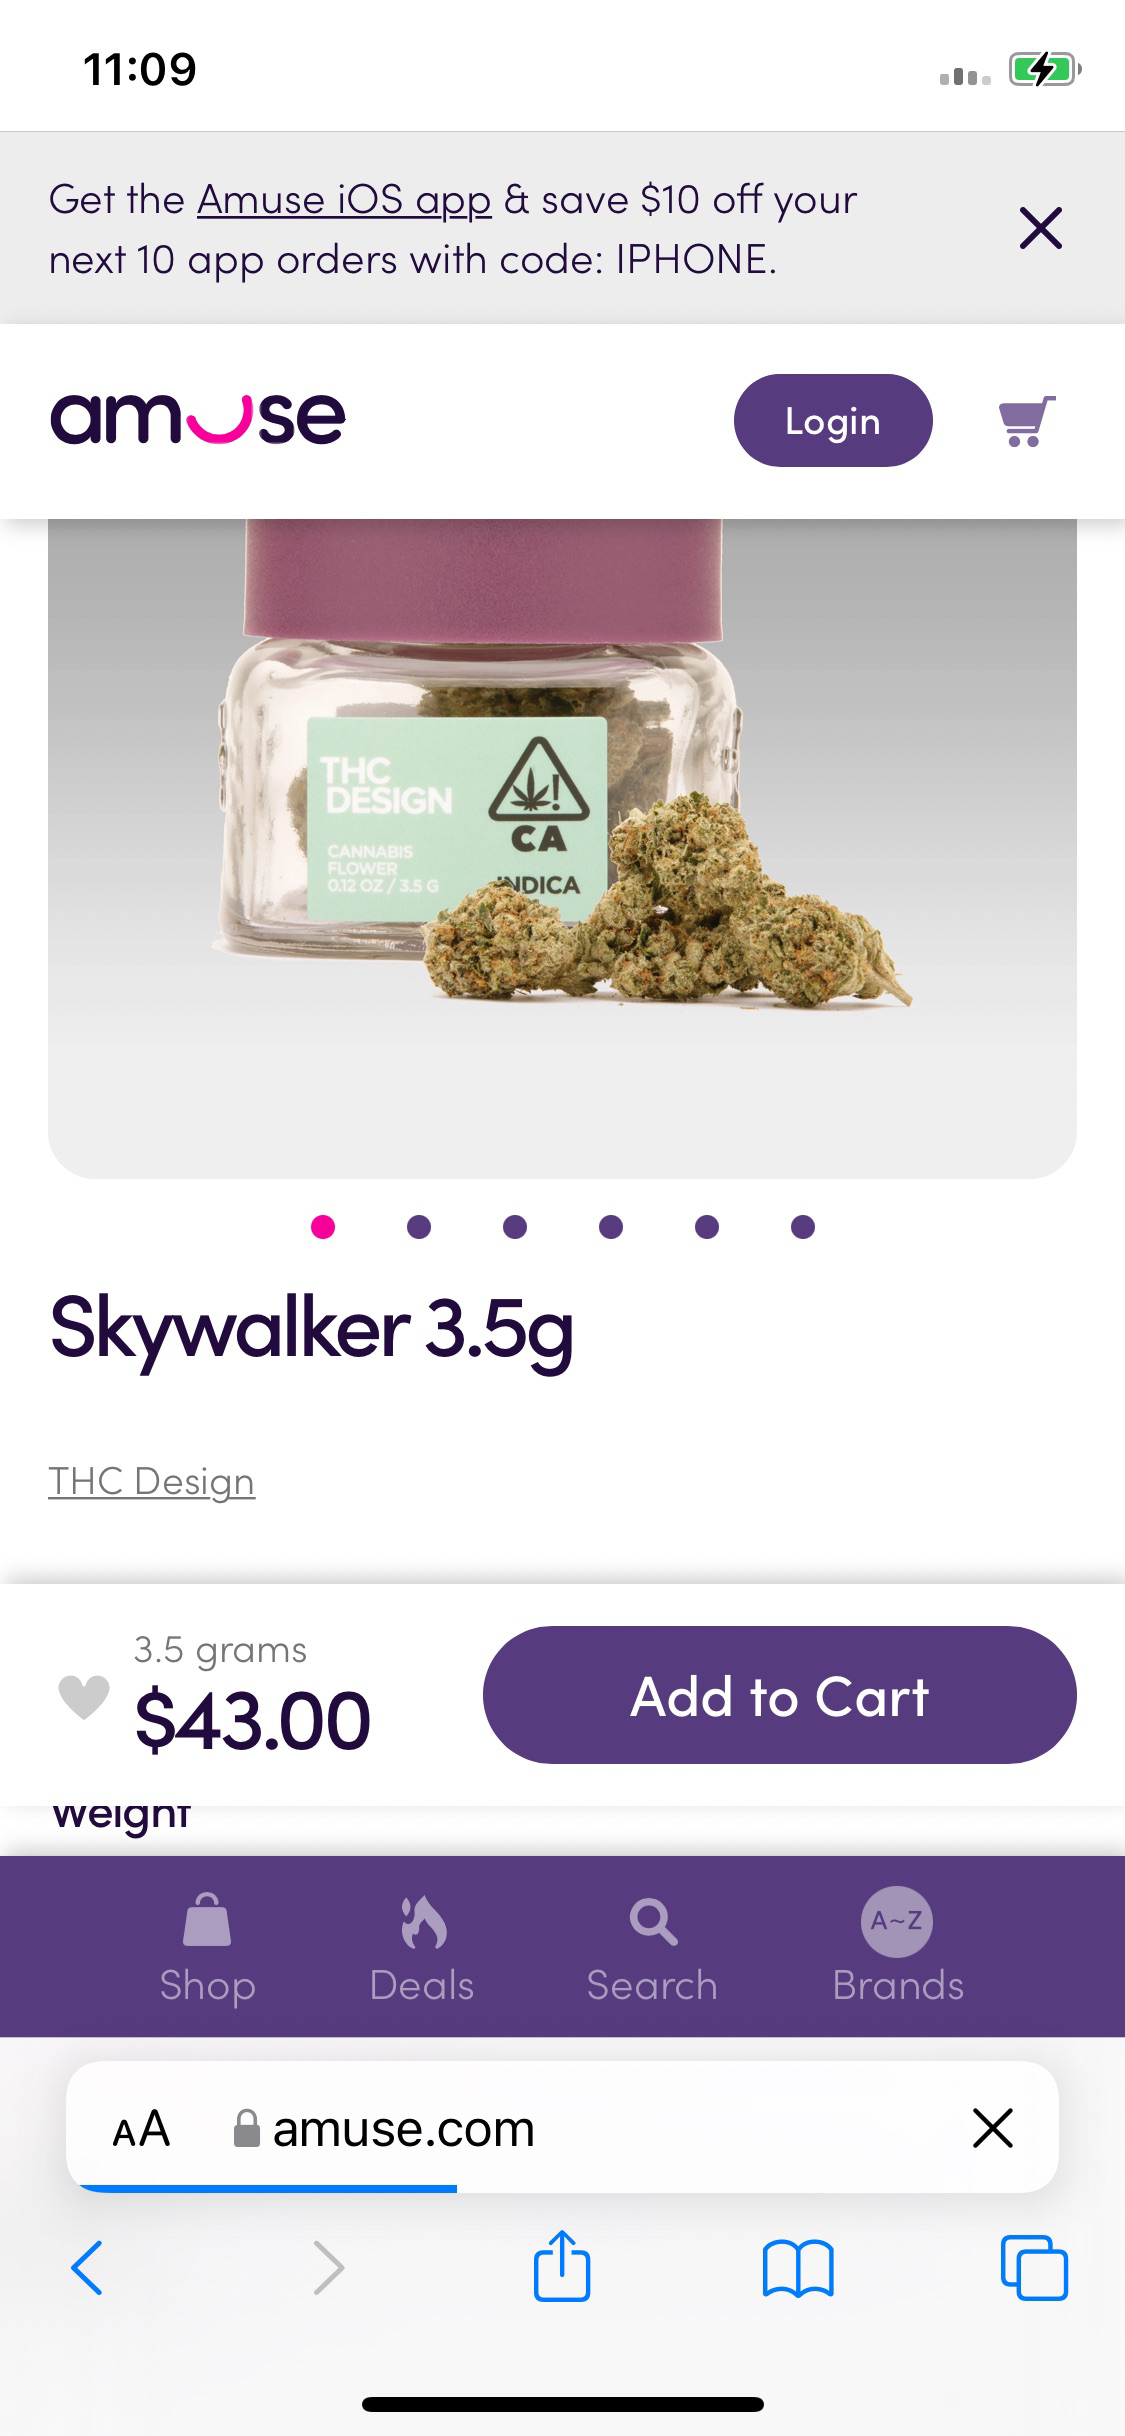 11:09
Get the Amuse iOS app & save $10 off your
next 10 app orders with code: IPHONE.
amuse
Login
THC
DESIGN
CANNABIS
FLOWER
0.12 OZ / 3.5 G
CA
INDICA
Skywalker 3.5g
THC Design
3.5 grams
$43.00
Add to Cart
Weight
Shop
Deals
Search
A~Z
Brands
AA
amuse.com